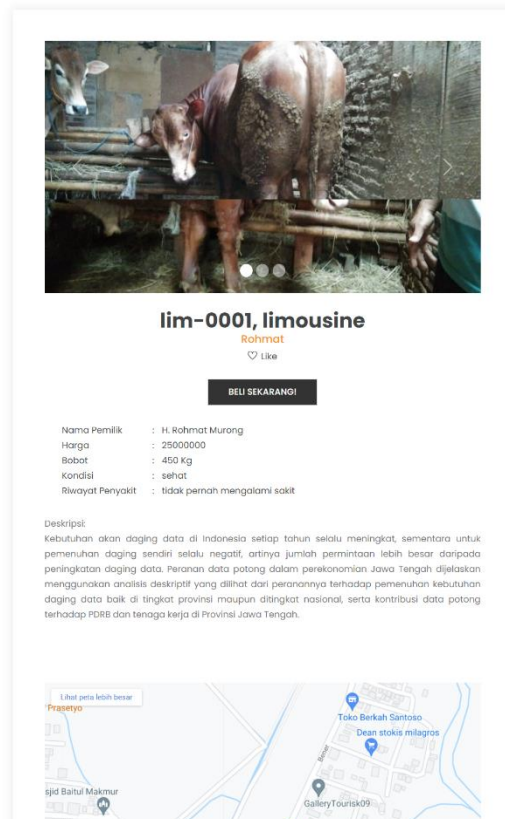 lim-0001, limousine
Rohmat
♡ Like
BELI SEKARANG!
Nama Pemilik : H. Rohmat Murong
Harga : 25000000
Bobot : 450 Kg
Kondisi : sehat
Riwayat Penyakit : tidak pernah mengalami sakit
Deskripsi:
Kebutuhan akan daging data di Indonesia setiap tahun selalu meningkat, sementara untuk
pemenuhan daging sendiri selalu negatif, artinya jumlah permintaan lebih besar daripada
peningkatan daging data. Peranan data potong dalam perekonomian Jawa Tengah dijelaskan
menggunakan analisis deskriptif yang dilihat dari peranannya terhadap pemenuhan kebutuhan
daging data baik di tingkat provinsi maupun ditingkat nasional, serta kontribusi data potong
terhadap PDRB dan tenaga kerja di Provinsi Jawa Tengah.
Lihat peta lebih besar
Prasetyo
Toko Berkah Santoso
Dean stokis milagros
Benar
sjid Baitul Makmur
GalleryTourisk09